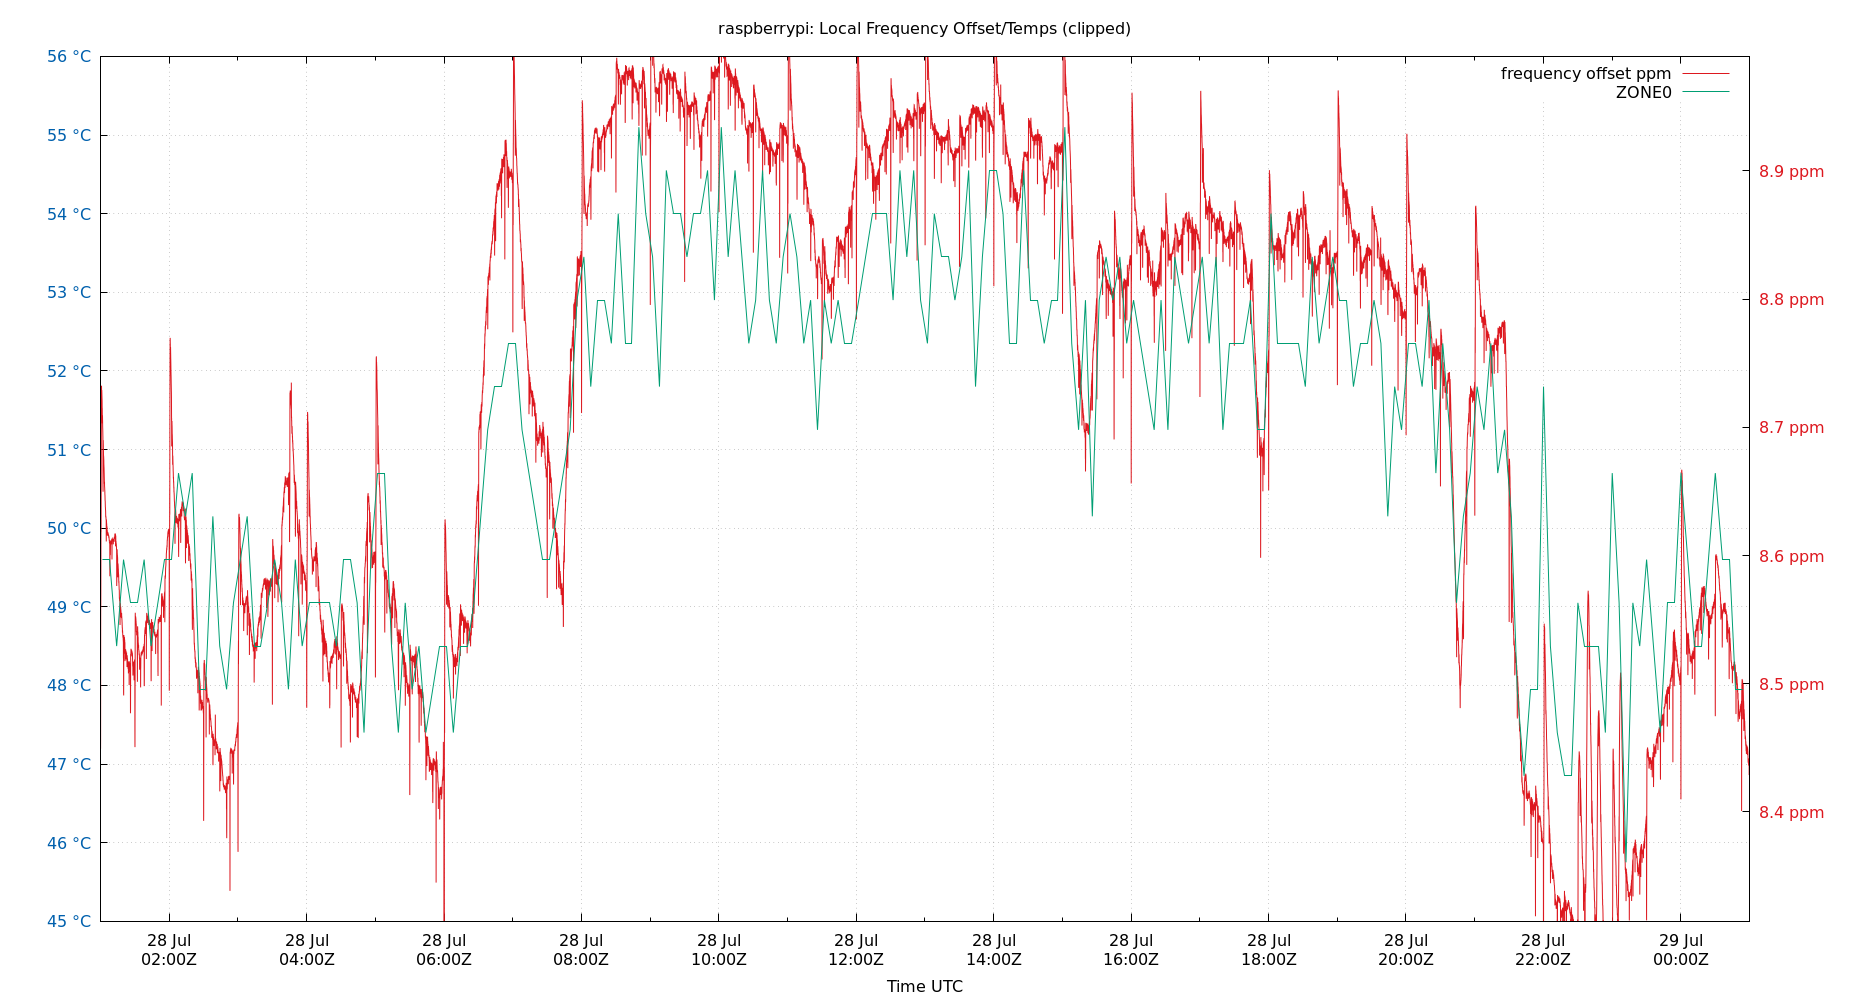 raspberrypi: Local Frequency Offset/Temps (clipped)
56 °C
55 °C
54 °C
53 °C
52 °C
51 °C
50 °C
49 °C
48 °C
47 °C
46 °C
45 °C
frequency offset ppm
ZONE0
8.9 ppm
8.8 ppm
8.7 ppm
8.6 ppm
8.5 ppm
8.4 ppm
28 Jul 28 Jul 28 Jul 28 Jul 28 Jul 28 Jul 28 Jul 28 Jul 28 Jul 28 Jul 28 Jul 29 Jul
02:00Z 04:00Z 06:00Z 08:00Z 10:00Z 12:00Z 14:00Z 16:00Z 18:00Z 20:00Z 22:00Z 00:00Z
Time UTC